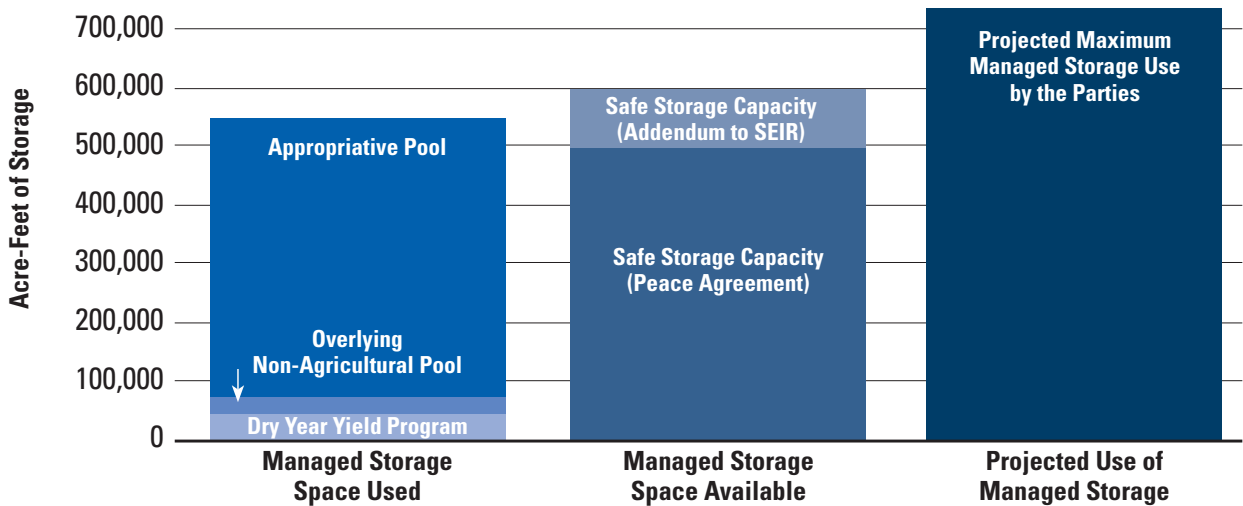 Acre-Feet of Storage
700,000
600,000
500,000
400,000
300,000
200,000
100,000
0
Appropriative Pool
Overlying
Non-Agricultural Pool
Dry Year Yield Program
Safe Storage Capacity
(Addendum to SEIR)
Safe Storage Capacity
(Peace Agreement)
Projected Maximum
Managed Storage Use
by the Parties
Managed Storage
Space Used
Managed Storage
Space Available
Projected Use of
Managed Storage